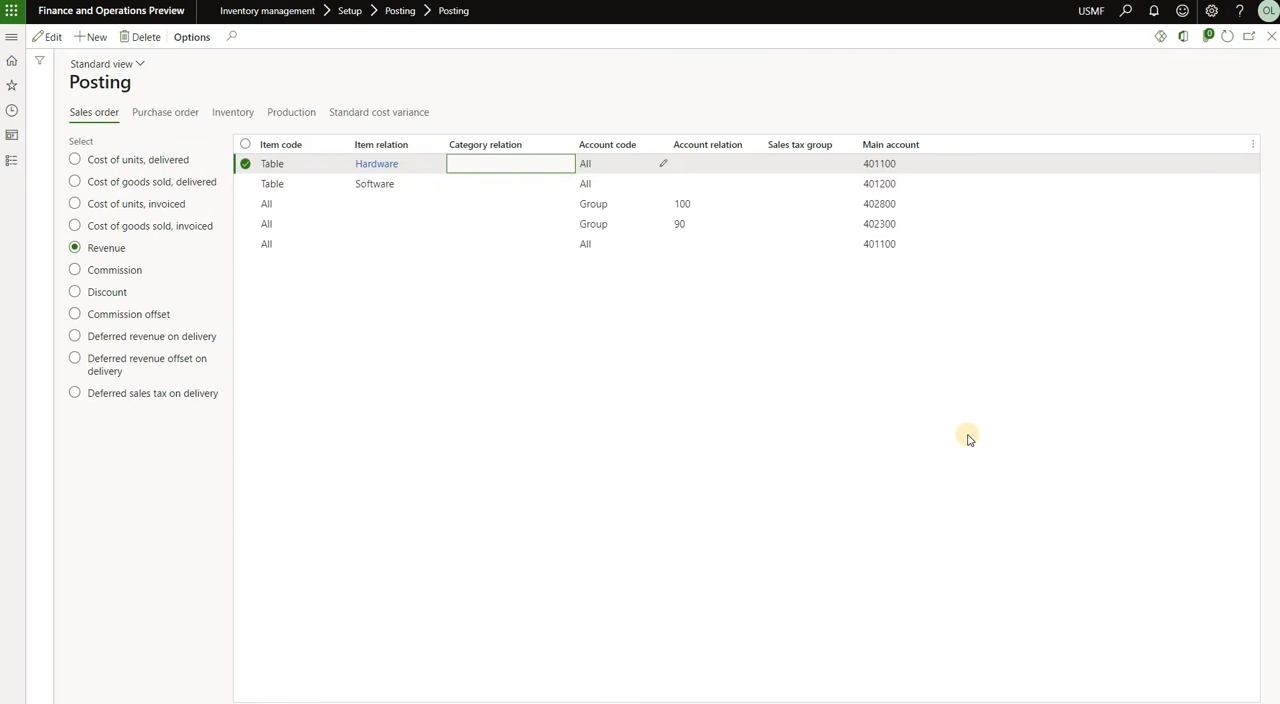 Finance and Operations Preview Inventory management Setup Posting Posting USMF ? OL
Edit New Delete Options 0
Standard view
Posting
Sales order Purchase order Inventory Production Standard cost variance
Select
Cost of units, delivered
Cost of goods sold, delivered
Cost of units, invoiced
Cost of goods sold, invoiced
Revenue
Commission
Discount
Commission offset
Deferred revenue on delivery
Deferred revenue offset on
delivery
Deferred sales tax on delivery
Item code Item relation Category relation Account code Account relation Sales tax group Main account
Table Hardware All 401100
Table Software All 401200
All Group 100 402800
All Group 90 402300
All All 401100